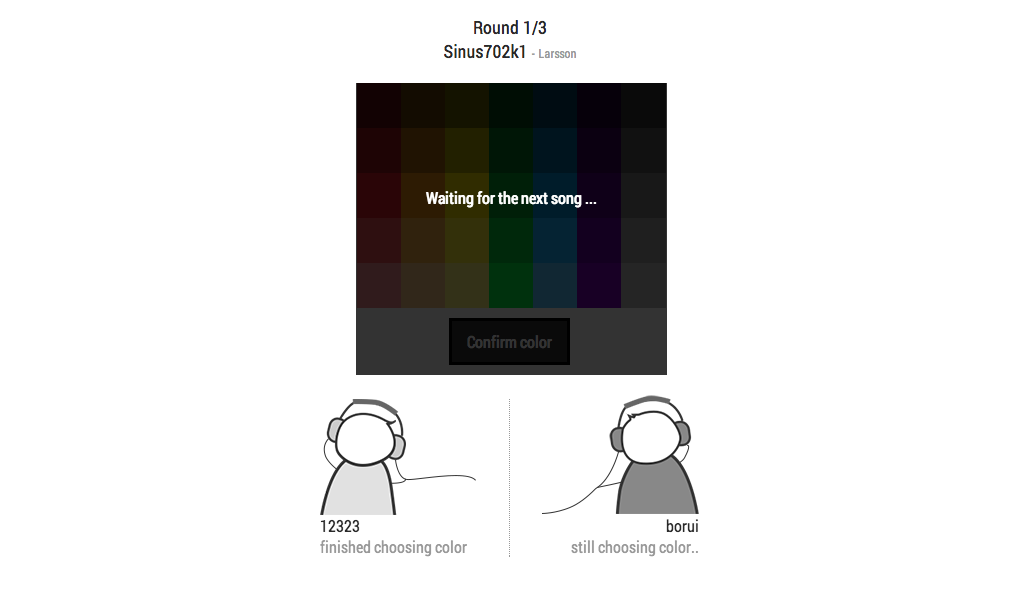 Round 1/3
Sinus702k1 - Larsson
Waiting for the next song ...
Confirm color
12323
finished choosing color
borui
still choosing color..